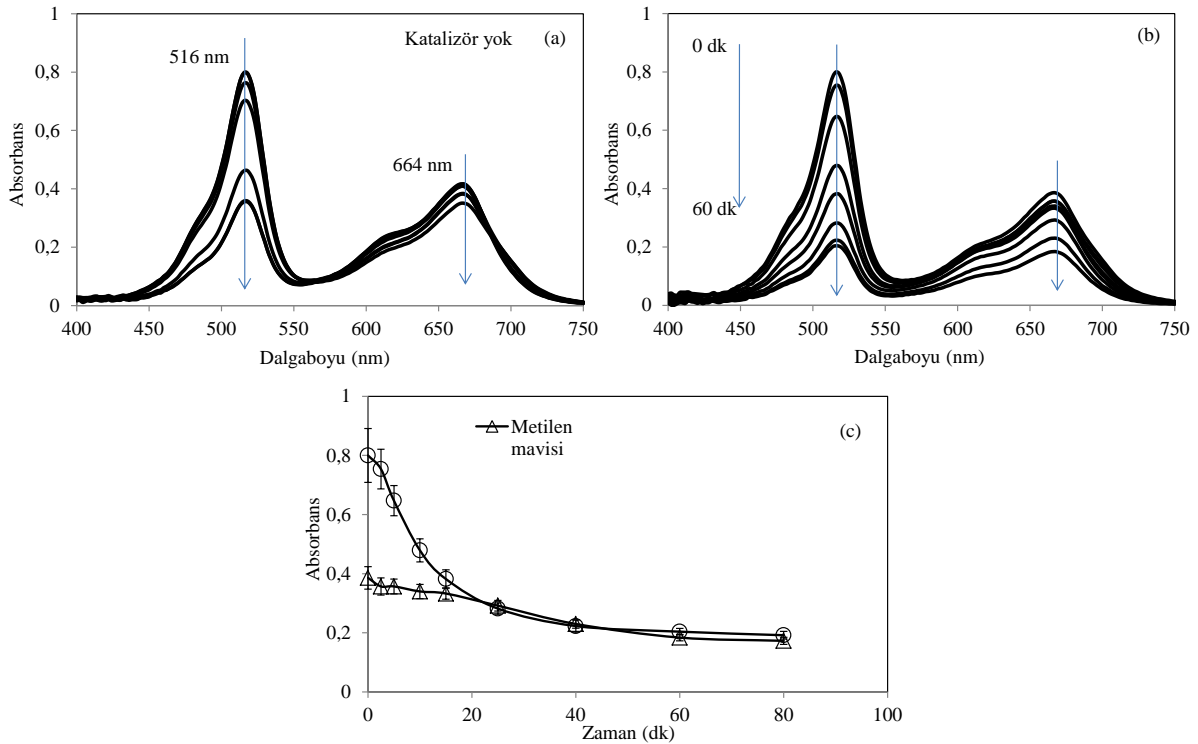 1
0,8
0,6
0,4
0,2
0
Absorbans
516 nm
Katalizör yok
(a)
664 nm
400 450 500 550 600 650 700 750
Dalgaboyu (nm)
1
0,8
0,6
0,4
0,2
0
Absorbans
0 dk
(b)
60 dk
400 450 500 550 600 650 700 750
Dalgaboyu (nm)
1
0,8
0,6
0,4
0,2
0
Absorbans
Metilen
mavisi
(c)
0 20 40 60 80 100
Zaman (dk)